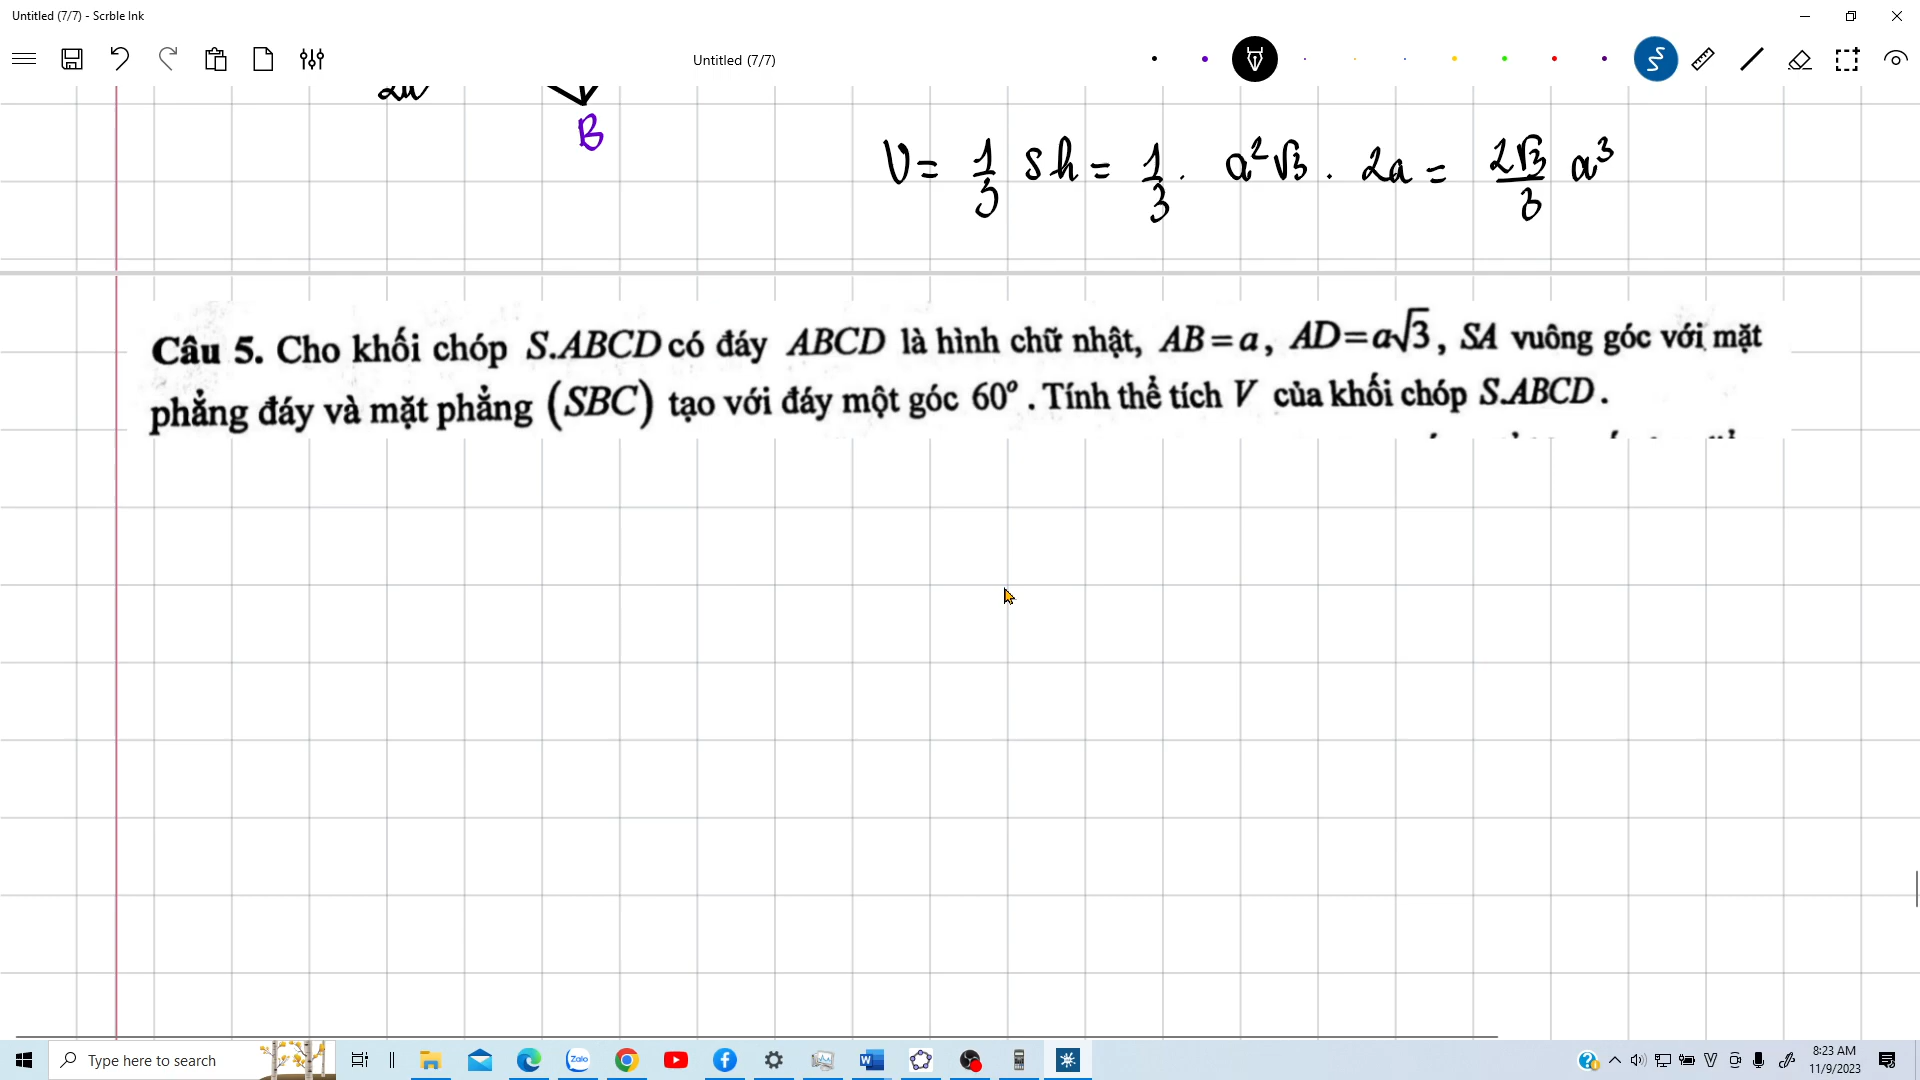 Untitled (7/7) - Scrble Ink
Untitled (7/7)
B
V = 1/3 Sh = 1/3 . a²√3 . 2a = 2√3/3 a³
Câu 5. Cho khối chóp S.ABCD có đáy ABCD là hình chữ nhật, AB = a, AD = a√3, SA vuông góc với mặt
phẳng đáy và mặt phẳng (SBC) tạo với đáy một góc 60°. Tính thể tích V của khối chóp S.ABCD.
Type here to search
Zalo
8:23 AM
11/9/2023